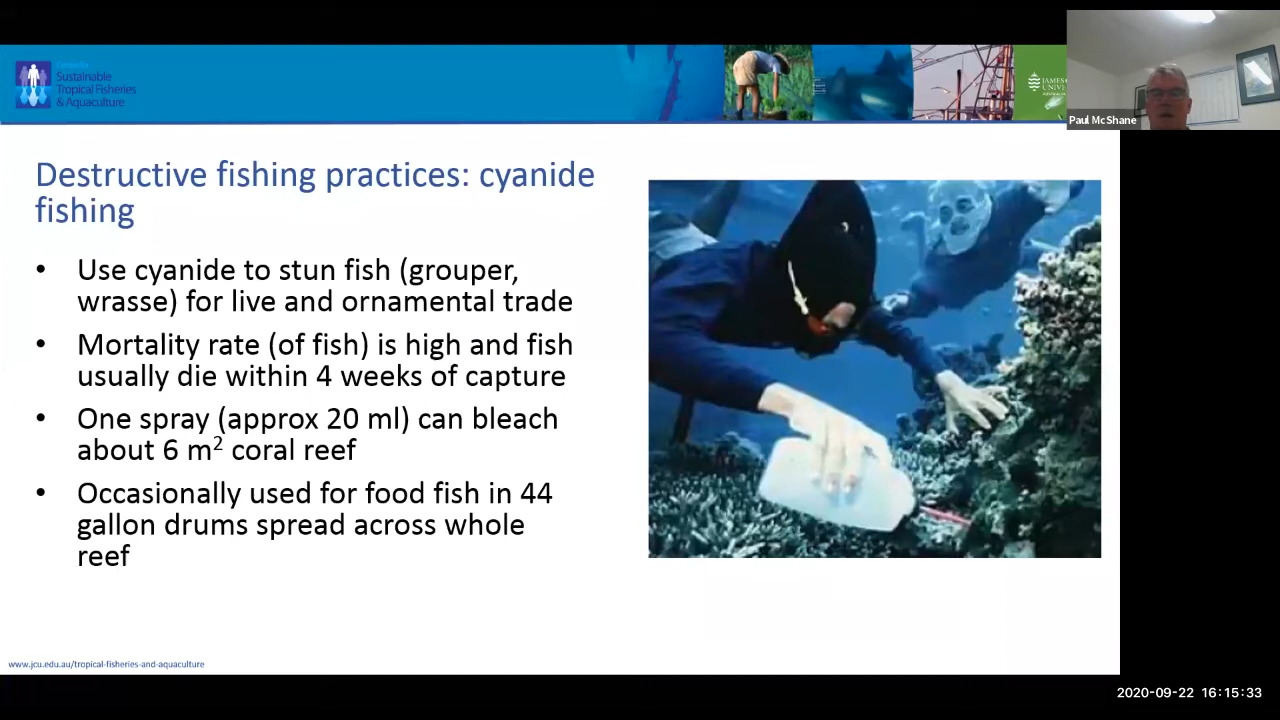 Centre for
Sustainable
Tropical Fisheries
& Aquaculture
Paul McShane
Destructive fishing practices: cyanide
fishing
• Use cyanide to stun fish (grouper,
wrasse) for live and ornamental trade
• Mortality rate (of fish) is high and fish
usually die within 4 weeks of capture
• One spray (approx 20 ml) can bleach
about 6 m² coral reef
• Occasionally used for food fish in 44
gallon drums spread across whole
reef
www.jcu.edu.au/tropical-fisheries-and-aquaculture
2020-09-22 16:15:33